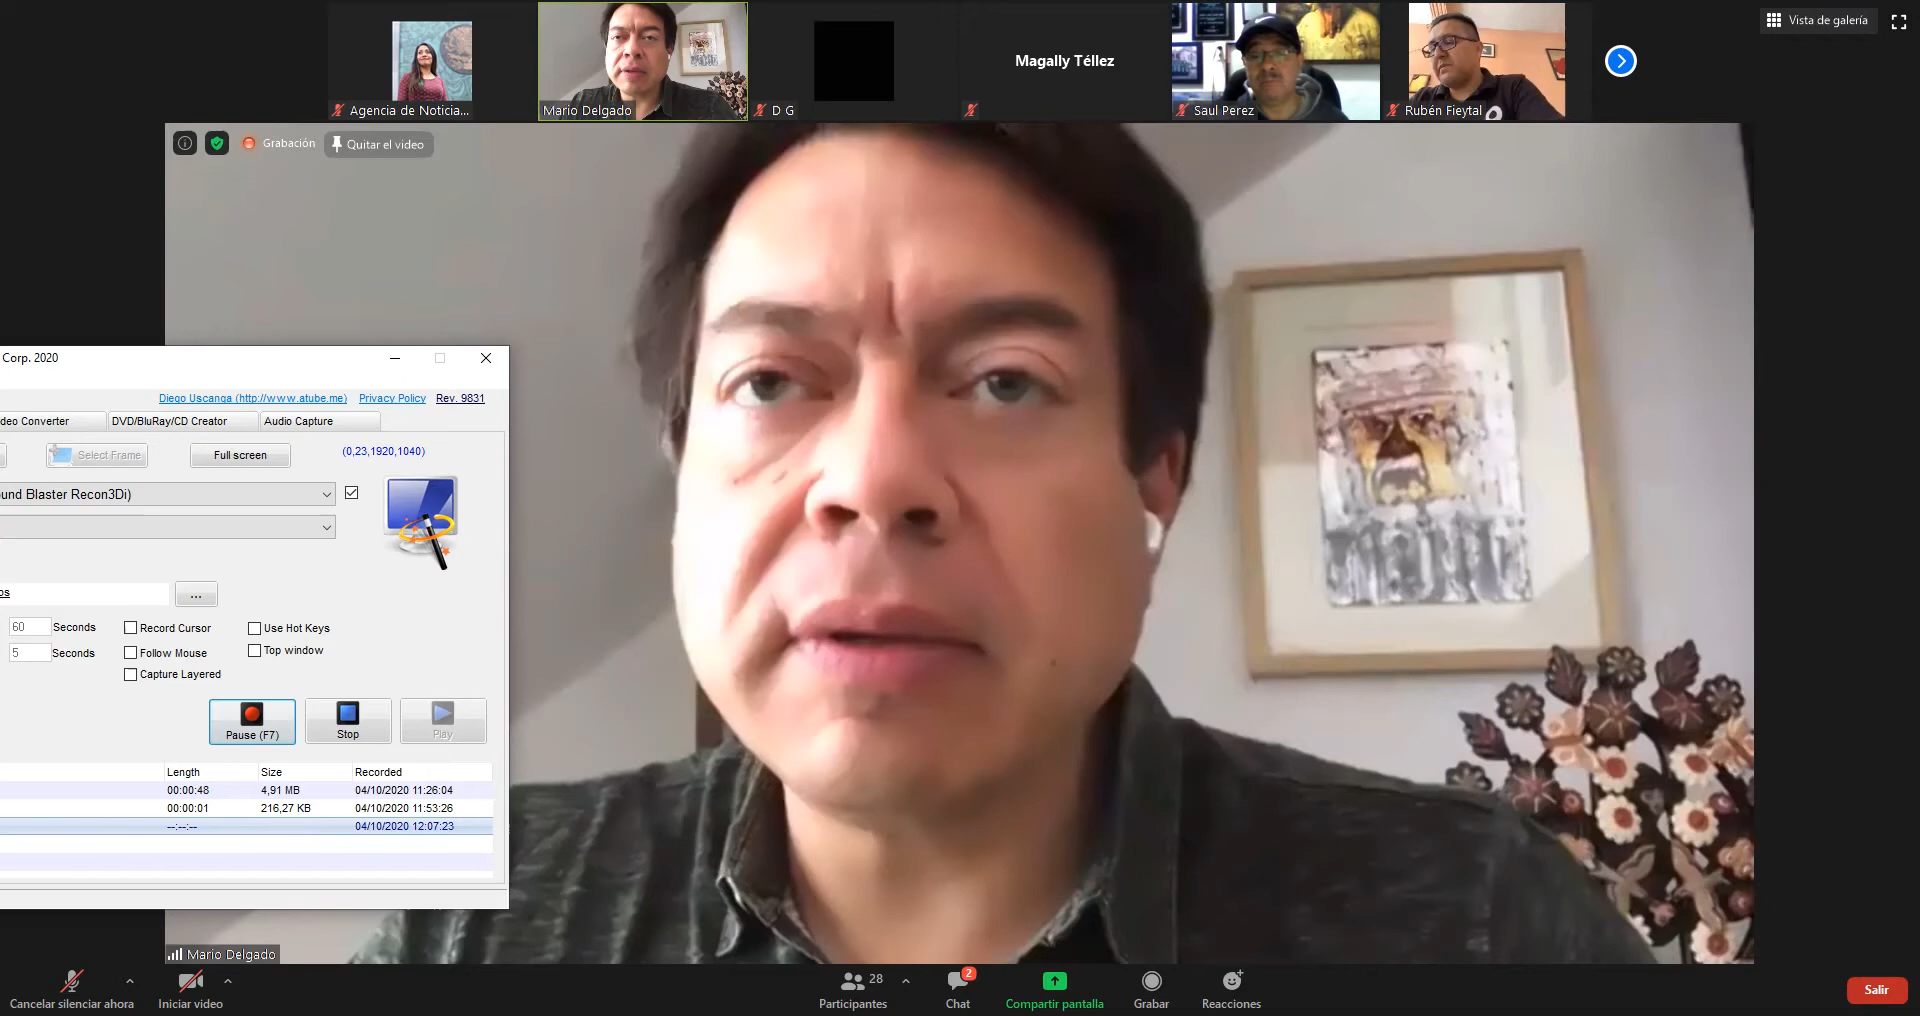 Vista de galería
Magally Téllez
Agencia de Noticia...
Mario Delgado
D G
Saul Perez
Rubén Fieytal
Grabación
Quitar el video
Corp. 2020
Diego Uscanga (http://www.atube.me)
Privacy Policy
Rev. 9831
deo Converter
DVD/BluRay/CD Creator
Audio Capture
Select Frame
Full screen
(0,23,1920,1040)
und Blaster Recon3Di)
os
...
60 Seconds
Record Cursor
Use Hot Keys
5 Seconds
Follow Mouse
Top window
Capture Layered
Pause (F7)
Stop
Play
Length Size Recorded
00:00:48 4,91 MB 04/10/2020 11:26:04
00:00:01 216,27 KB 04/10/2020 11:53:26
--:--:-- 04/10/2020 12:07:23
Mario Delgado
Cancelar silenciar ahora
Iniciar video
28
Participantes
2
Chat
Compartir pantalla
Grabar
Reacciones
Salir